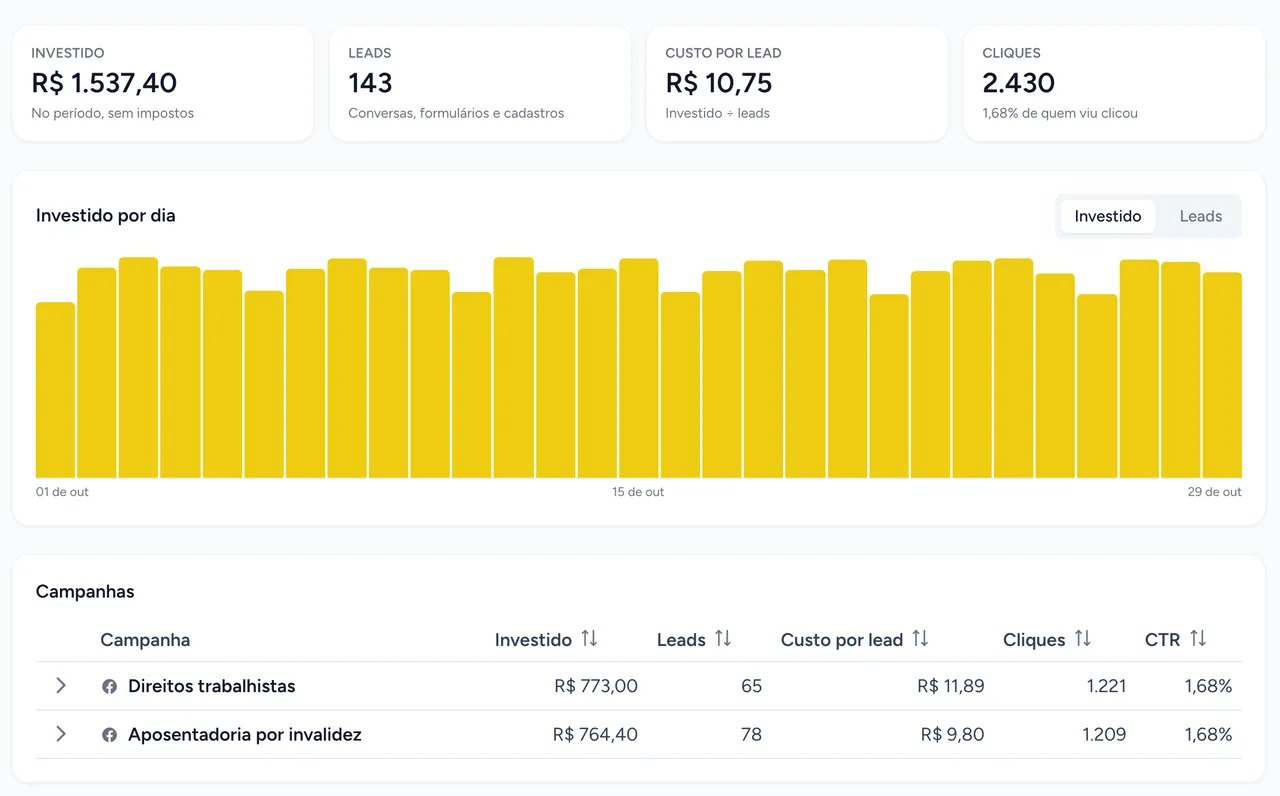 INVESTIDO
R$ 1.537,40
No período, sem impostos
LEADS
143
Conversas, formulários e cadastros
CUSTO POR LEAD
R$ 10,75
Investido ÷ leads
CLIQUES
2.430
1,68% de quem viu clicou
Investido por dia
Investido Leads
01 de out 15 de out 29 de out
Campanhas
Campanha Investido Leads Custo por lead Cliques CTR
Direitos trabalhistas R$ 773,00 65 R$ 11,89 1.221 1,68%
Aposentadoria por invalidez R$ 764,40 78 R$ 9,80 1.209 1,68%